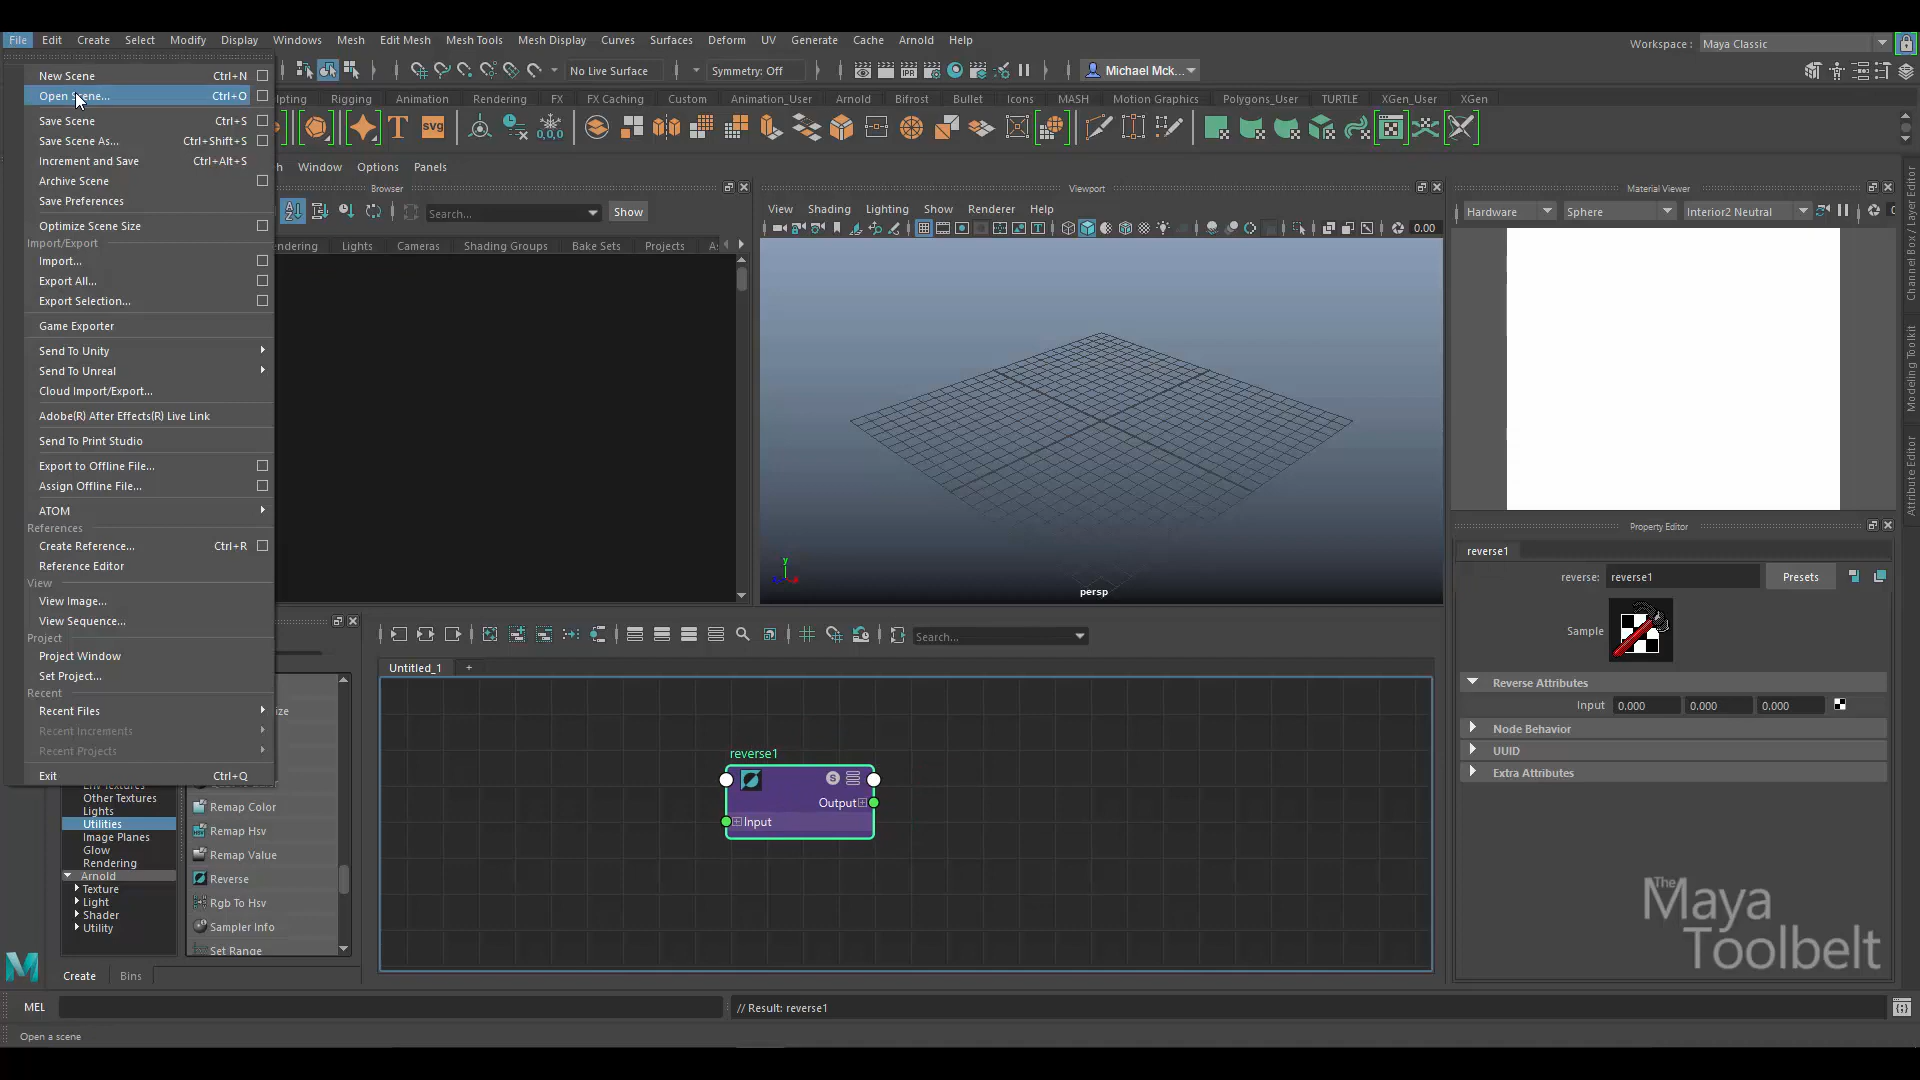 File Edit Create Select Modify Display Windows Mesh Edit Mesh Mesh Tools Mesh Display Curves Surfaces Deform UV Generate Cache Arnold Help
Workspace : Maya Classic
No Live Surface Symmetry: Off Michael Mck...
Rigging Animation Rendering FX FX Caching Custom Animation_User Arnold Bifrost Bullet Icons MASH Motion Graphics Polygons_User TURTLE XGen_User XGen
New Scene Ctrl+N
Open Scene... Ctrl+O
Save Scene Ctrl+S
Save Scene As... Ctrl+Shift+S
Increment and Save Ctrl+Alt+S
Archive Scene
Save Preferences
Optimize Scene Size
Import/Export
Import...
Export All...
Export Selection...
Game Exporter
Send To Unity
Send To Unreal
Cloud Import/Export...
Adobe(R) After Effects(R) Live Link
Send To Print Studio
Export to Offline File...
Assign Offline File...
ATOM
References
Create Reference... Ctrl+R
Reference Editor
View
View Image...
View Sequence...
Project
Project Window
Set Project...
Recent
Recent Files
Recent Increments
Recent Projects
Exit Ctrl+Q
Window Options Panels
Browser
Search... Show
Lights Cameras Shading Groups Bake Sets Projects
Viewport
View Shading Lighting Show Renderer Help
0.00
y
persp
Material Viewer
Hardware Sphere Interior2 Neutral
Channel Box / Layer Editor
Modeling Toolkit
Attribute Editor
Property Editor
reverse1
reverse: reverse1 Presets
Sample
Reverse Attributes
Input 0.000 0.000 0.000
Node Behavior
UUID
Extra Attributes
Search...
Untitled_1 +
reverse1
S
Output
Input
Other Textures
Lights
Utilities
Image Planes
Glow
Rendering
Arnold
Texture
Light
Shader
Utility
Remap Color
Remap Hsv
Remap Value
Reverse
Rgb To Hsv
Sampler Info
Set Range
Create Bins
The Maya
Toolbelt
MEL
// Result: reverse1
Open a scene